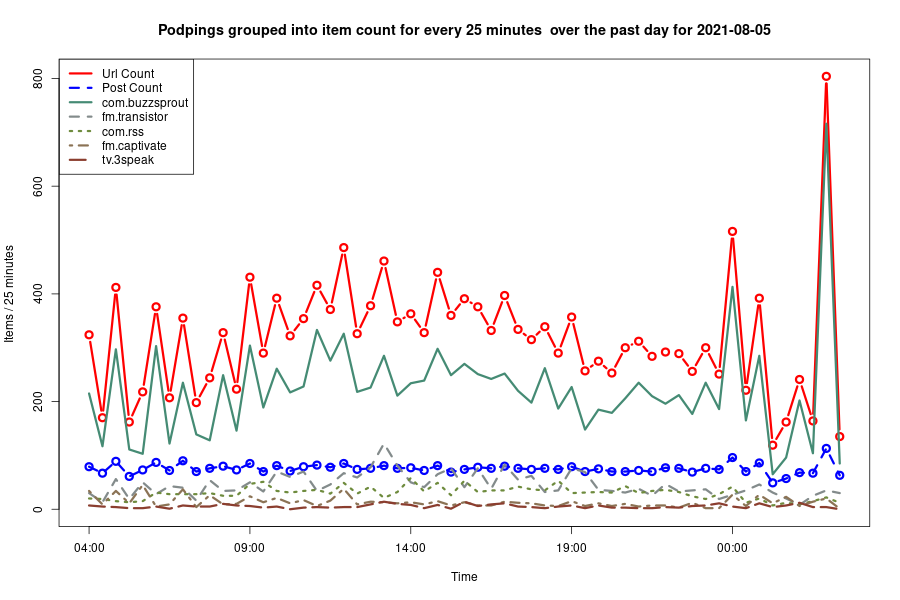 Podpings grouped into item count for every 25 minutes  over the past day for 2021-08-05
Url Count
Post Count
com.buzzsprout
fm.transistor
com.rss
fm.captivate
tv.3speak
Items / 25 minutes
800
600
400
200
0
04:00
09:00
14:00
19:00
00:00
Time